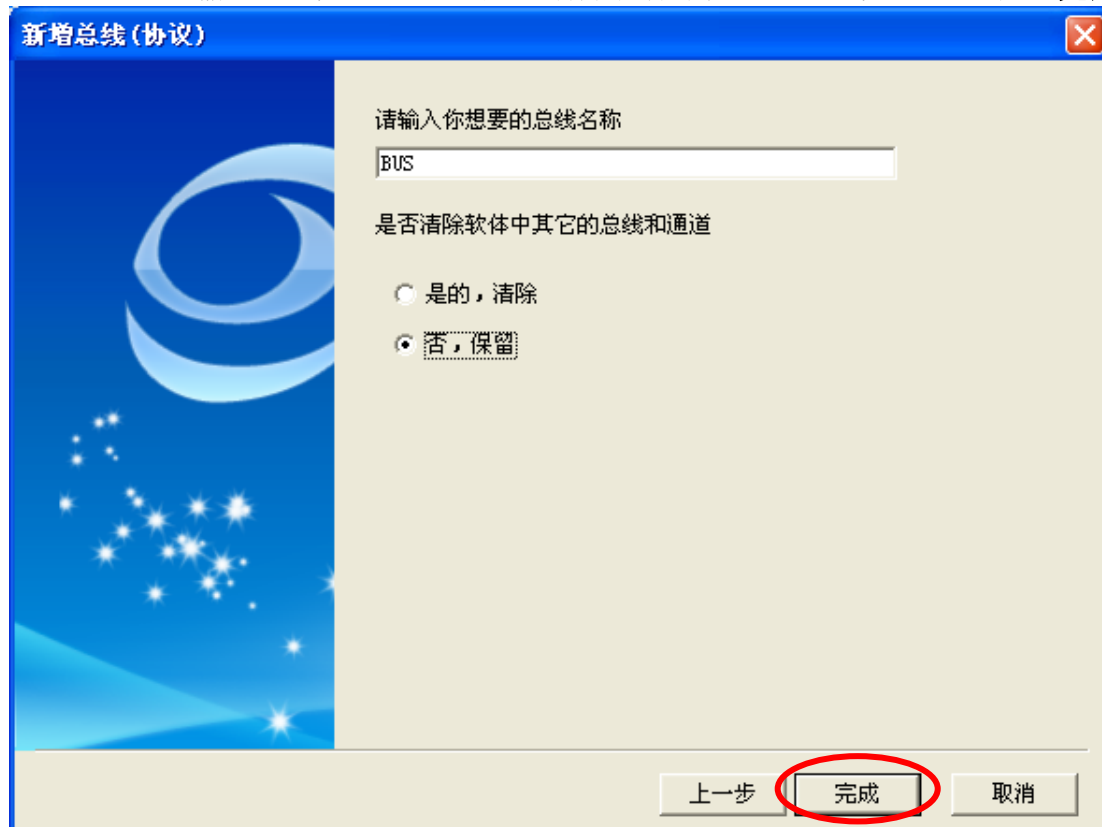 新增总线(协议)
请输入你想要的总线名称
BUS
是否清除软体中其它的总线和通道
是的，清除
否，保留
上一步
完成
取消